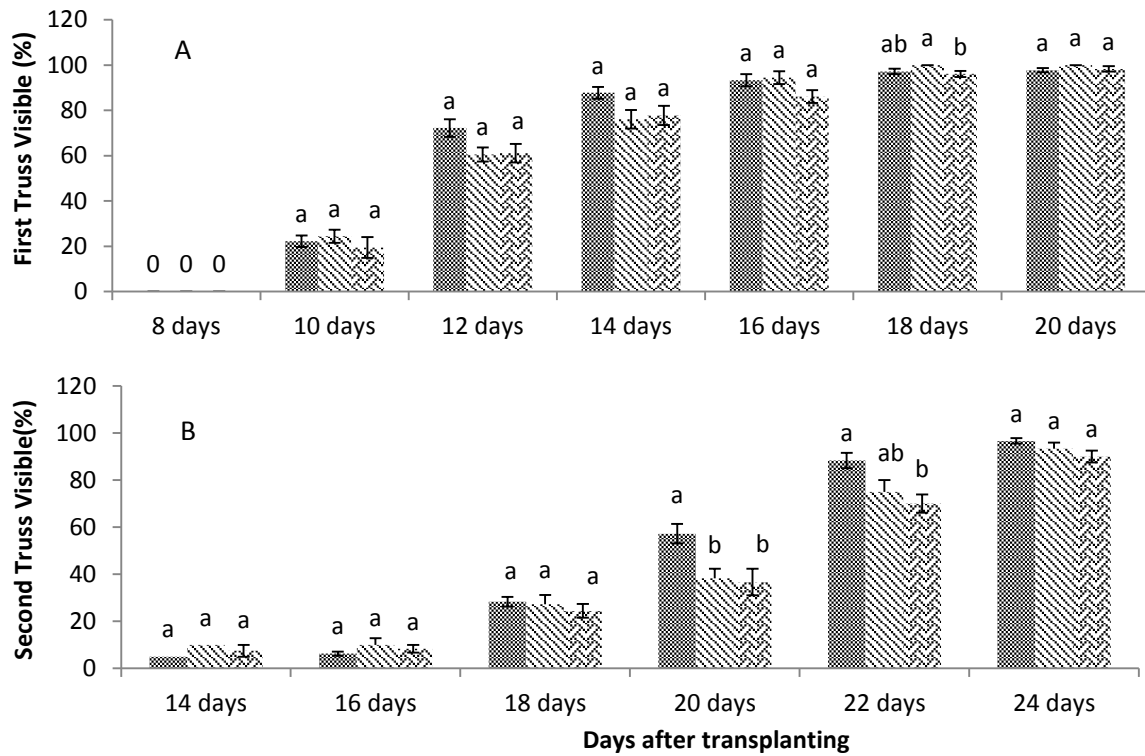 First Truss Visible (%)
A
120
100
80
60
40
20
0
0 0 0
a a a
a a a
a a a
a a a
ab a b
a a a
8 days 10 days 12 days 14 days 16 days 18 days 20 days
Second Truss Visible(%)
B
120
100
80
60
40
20
0
a a a
a a a
a a a
a b b
a ab b
a a a
14 days 16 days 18 days 20 days 22 days 24 days
Days after transplanting